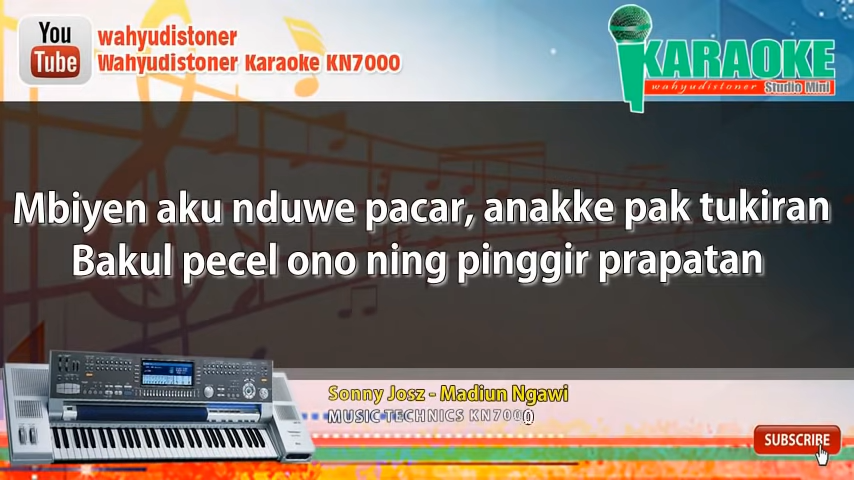 You
Tube
wahyudistoner
Wahyudistoner Karaoke KN7000
KARAOKE
wahyudistoner Studio Mini
Mbiyen aku nduwe pacar, anakke pak tukiran
Bakul pecel ono ning pinggir prapatan
Sonny Josz - Madiun Ngawi
MUSIC TECHNICS KN7000
SUBSCRIBE